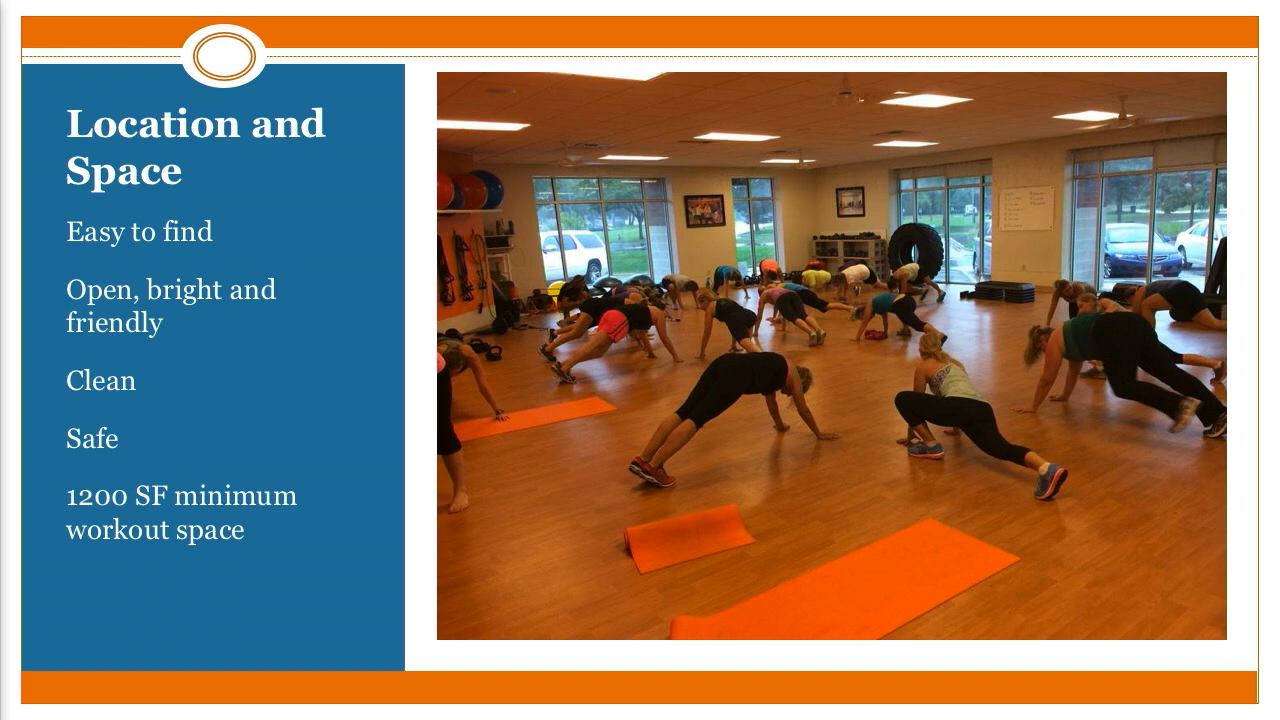 Location and
Space
Easy to find
Open, bright and
friendly
Clean
Safe
1200 SF minimum
workout space